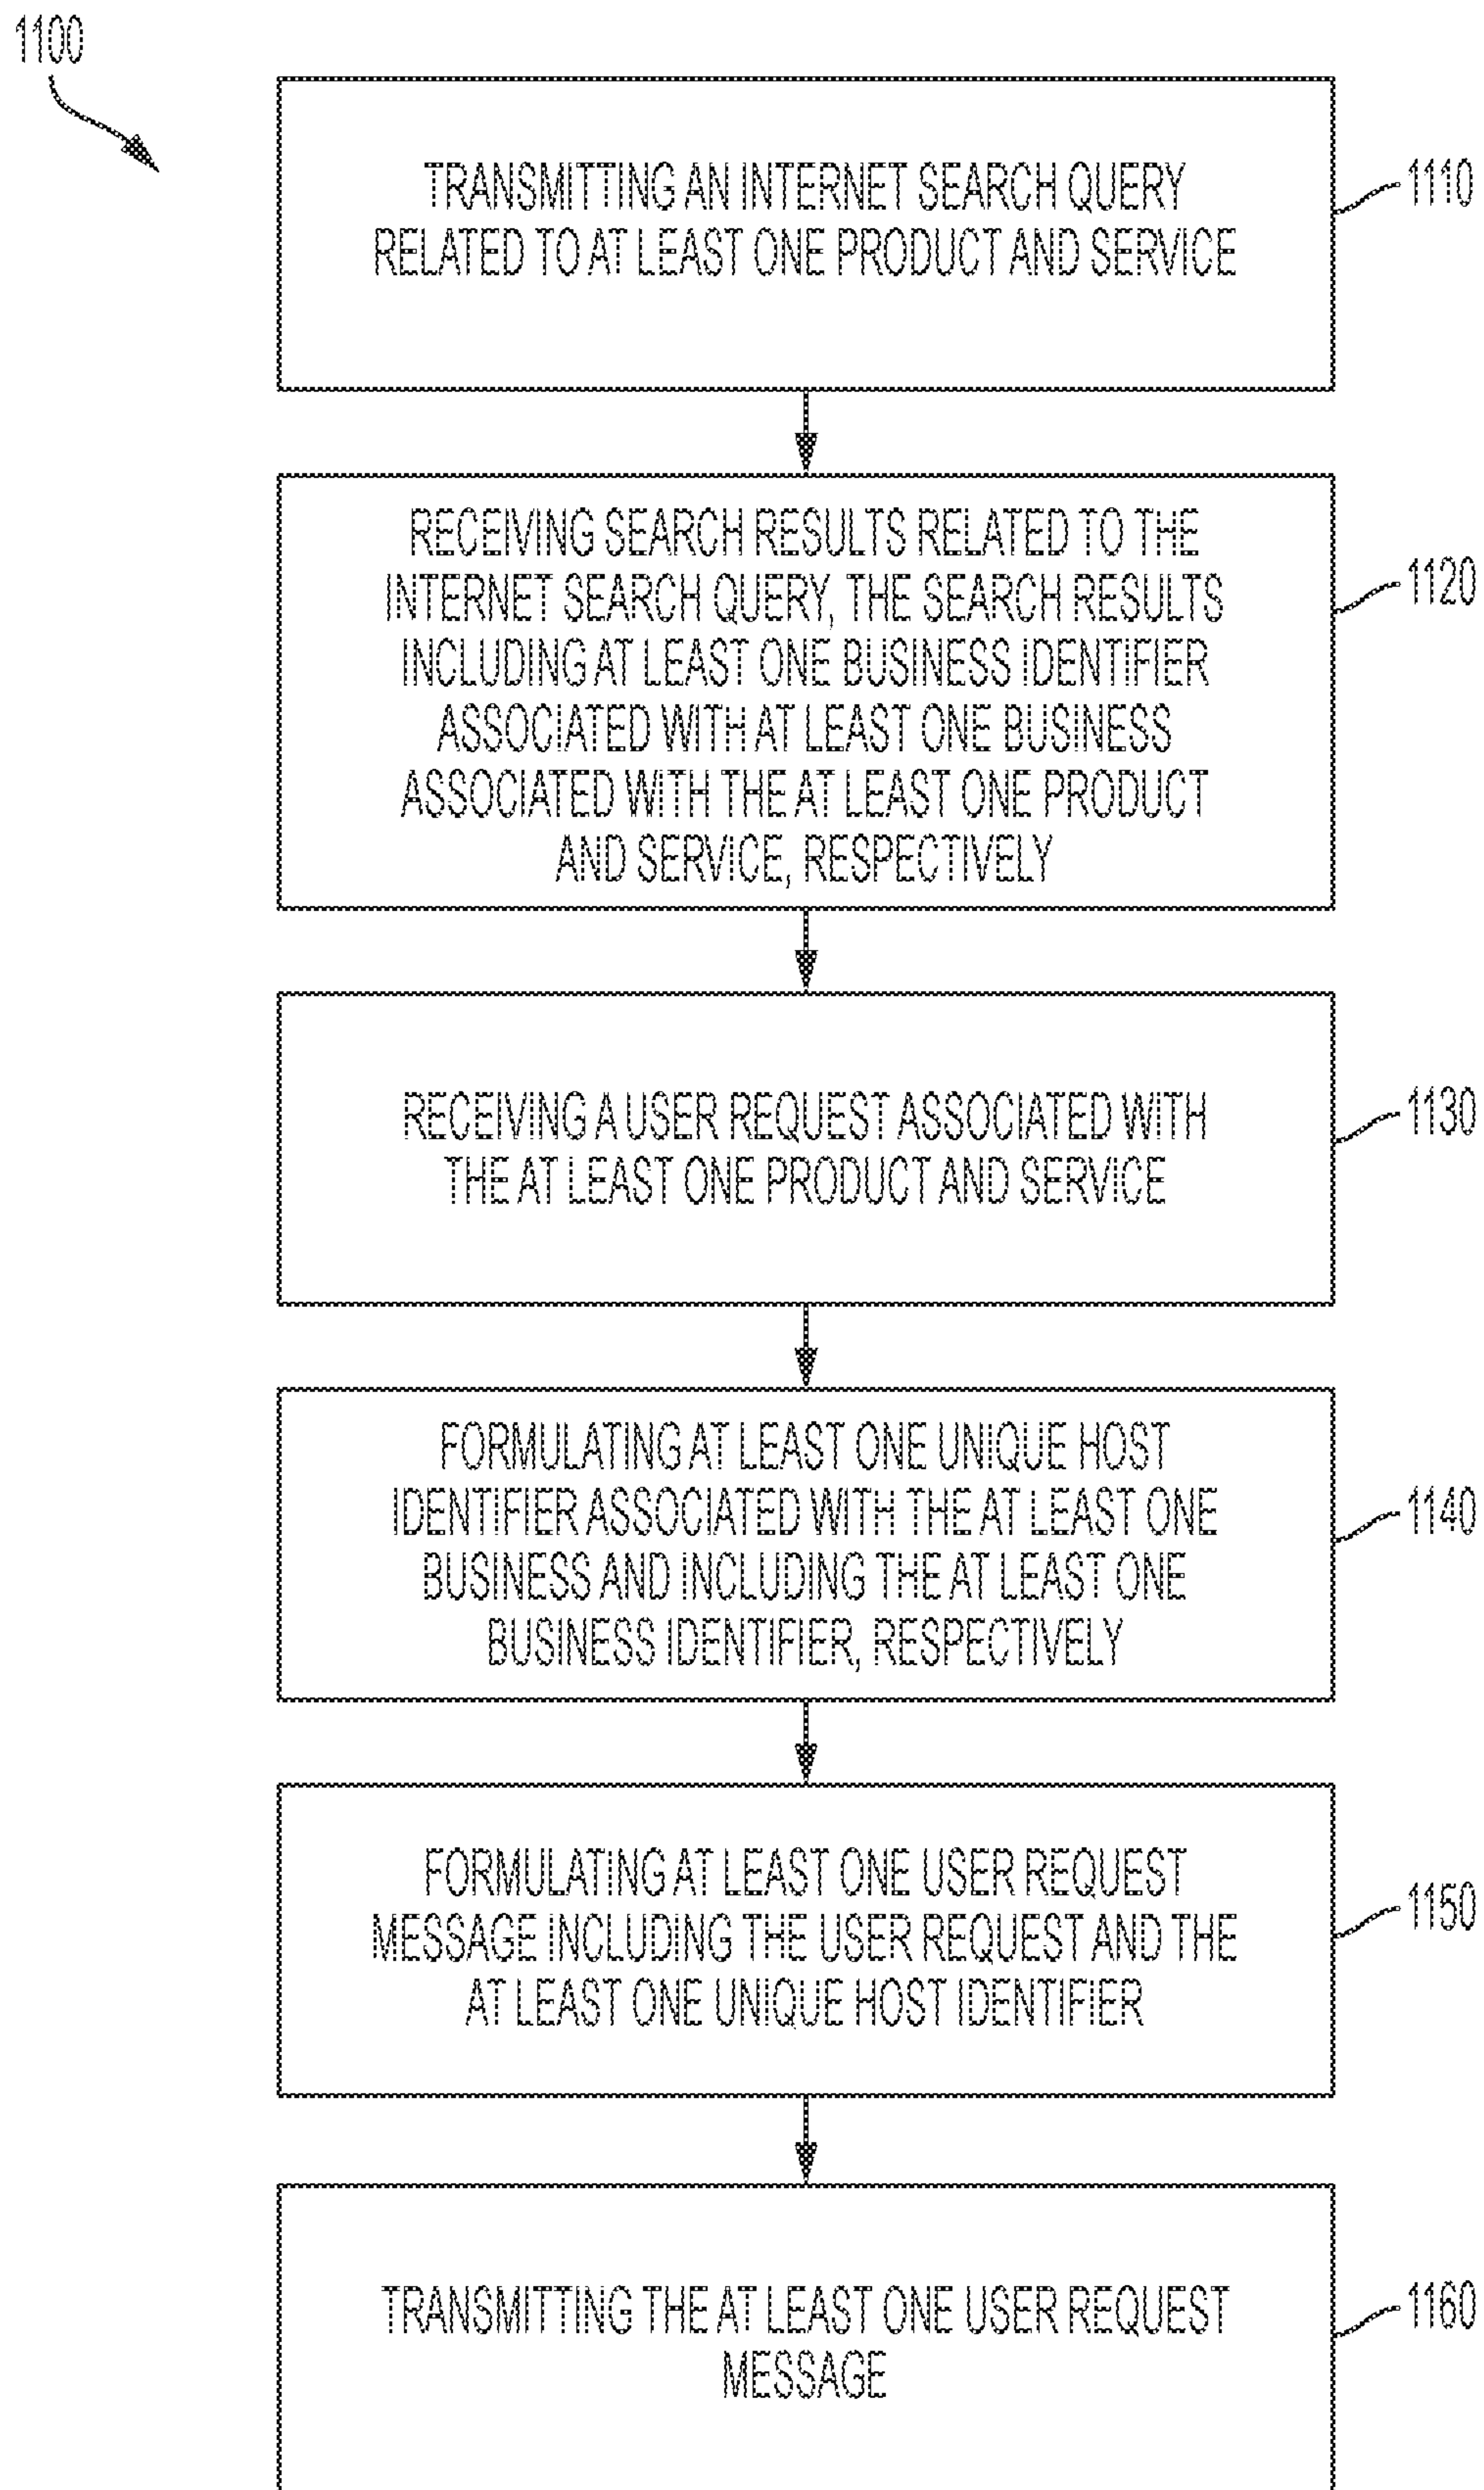 1100
TRANSMITTING AN INTERNET SEARCH QUERY
RELATED TO AT LEAST ONE PRODUCT AND SERVICE
1110
RECEIVING SEARCH RESULTS RELATED TO THE
INTERNET SEARCH QUERY, THE SEARCH RESULTS
INCLUDING AT LEAST ONE BUSINESS IDENTIFIER
ASSOCIATED WITH AT LEAST ONE BUSINESS
ASSOCIATED WITH THE AT LEAST ONE PRODUCT
AND SERVICE, RESPECTIVELY
1120
RECEIVING A USER REQUEST ASSOCIATED WITH
THE AT LEAST ONE PRODUCT AND SERVICE
1130
FORMULATING AT LEAST ONE UNIQUE HOST
IDENTIFIER ASSOCIATED WITH THE AT LEAST ONE
BUSINESS AND INCLUDING THE AT LEAST ONE
BUSINESS IDENTIFIER, RESPECTIVELY
1140
FORMULATING AT LEAST ONE USER REQUEST
MESSAGE INCLUDING THE USER REQUEST AND THE
AT LEAST ONE UNIQUE HOST IDENTIFIER
1150
TRANSMITTING THE AT LEAST ONE USER REQUEST
MESSAGE
1160